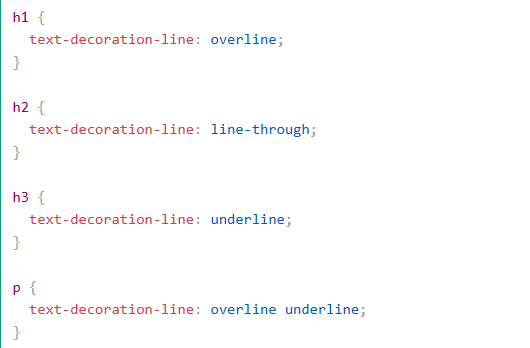 h1 {
  text-decoration-line: overline;
}

h2 {
  text-decoration-line: line-through;
}

h3 {
  text-decoration-line: underline;
}

p {
  text-decoration-line: overline underline;
}